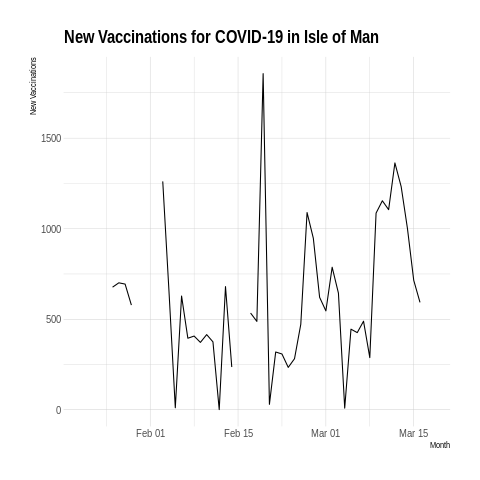 New Vaccinations for COVID-19 in Isle of Man
New Vaccinations
1500
1000
500
0
Feb 01
Feb 15
Mar 01
Mar 15
Month